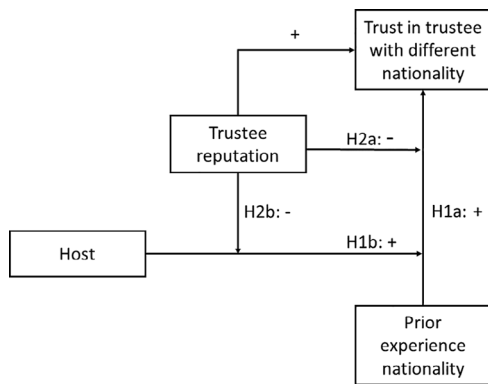 +
Trust in trustee
with different
nationality
Trustee
reputation
H2a: -
H2b: -
H1a: +
Host
H1b: +
Prior
experience
nationality